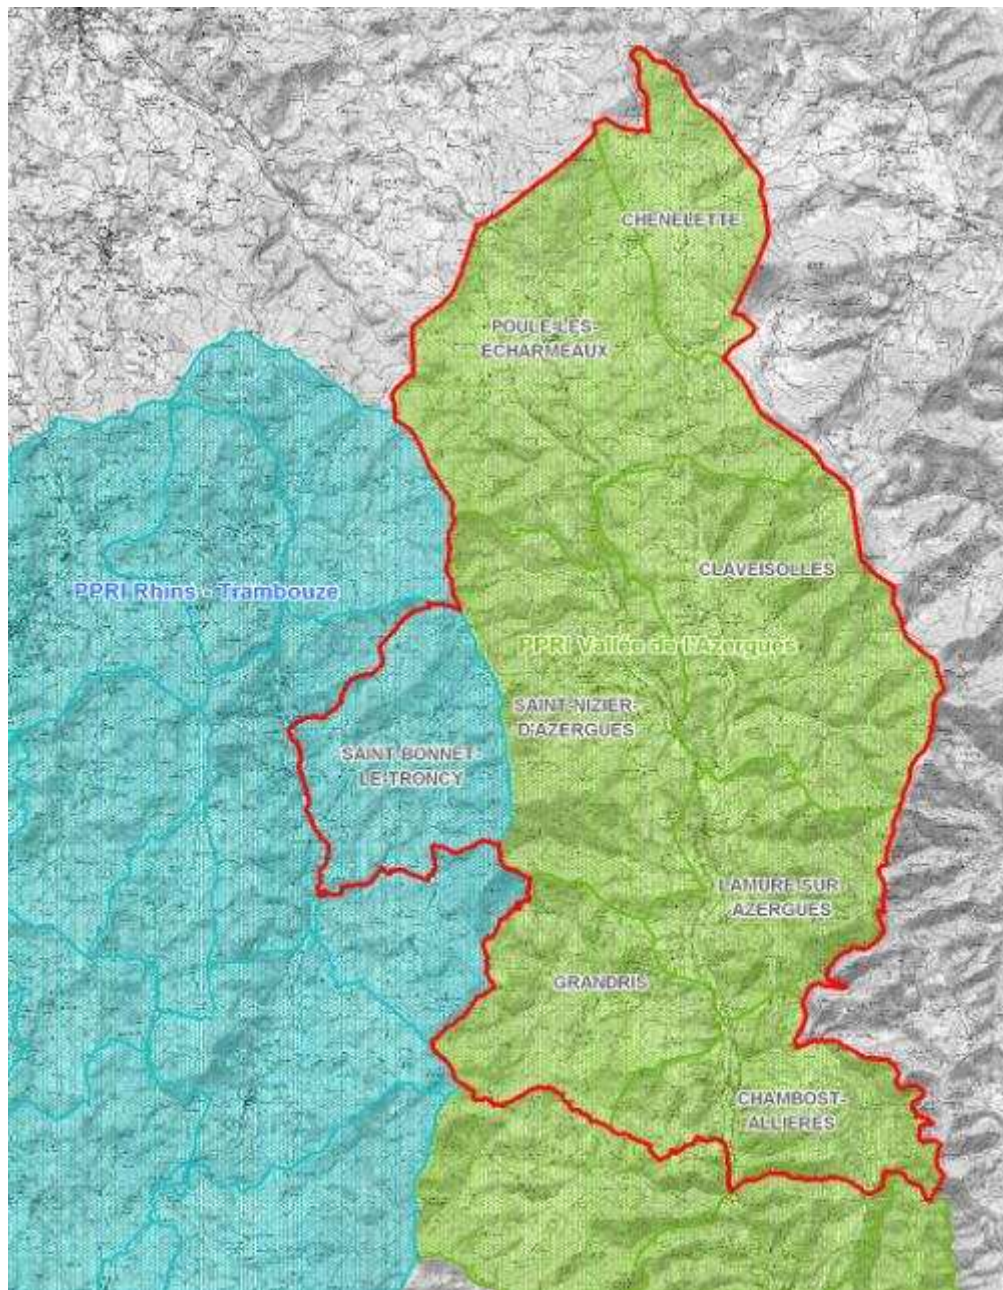 CHENELETTE
POULE-LES-
ECHARMEAUX
CLAVEISOLLES
PPRI Rhins - Trambouze
PPRI Vallée de l'Azergues
SAINT-NIZIER-
D'AZERGUES
SAINT-BONNET-
LE-TRONCY
LAMURE-SUR-
AZERGUES
GRANDRIS
CHAMBOST-
ALLIERES